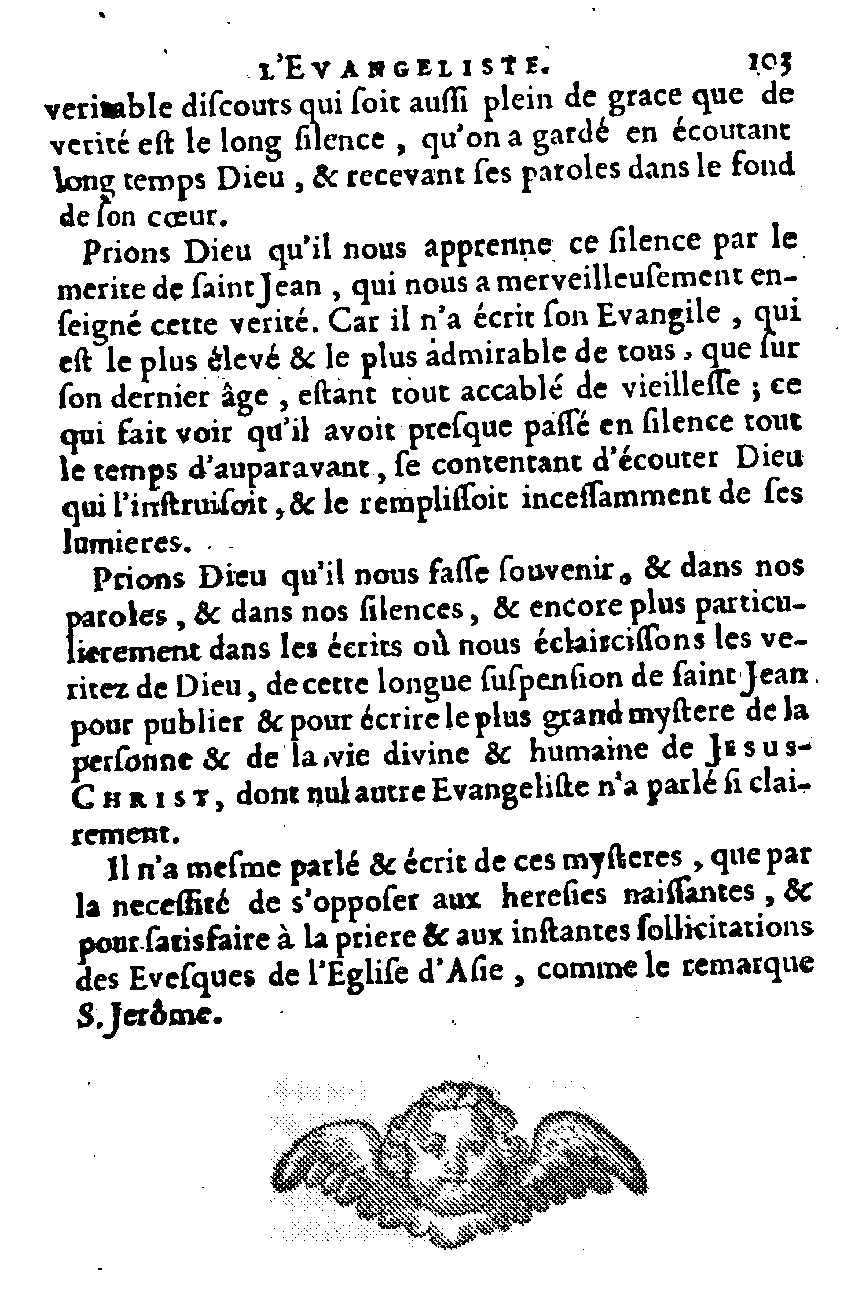 L'EVANGELISTE. 103
veritable diſcours qui ſoit auſſi plein de grace que de
verité eſt le long ſilence, qu'on a gardé en écoutant
long temps Dieu, & recevant ſes paroles dans le fond
de ſon cœur.
Prions Dieu qu'il nous apprenne ce ſilence par le
merite de ſaint Jean, qui nous a merveilleuſement en-
ſeigné cette verité. Car il n'a écrit ſon Evangile, qui
eſt le plus élevé & le plus admirable de tous, que ſur
ſon dernier âge, eſtant tout accablé de vieilleſſe; ce
qui fait voir qu'il avoit preſque paſſé en ſilence tout
le temps d'auparavant, ſe contentant d'écouter Dieu
qui l'inſtruiſoit, & le rempliſſoit inceſſamment de ſes
lumieres.
Prions Dieu qu'il nous faſſe ſouvenir, & dans nos
paroles, & dans nos ſilences, & encore plus particu-
lierement dans les écrits où nous éclairciſſons les ve-
ritez de Dieu, de cette longue ſuſpenſion de ſaint Jean
pour publier & pour écrire le plus grand myſtere de la
perſonne & de la vie divine & humaine de JESUS-
CHRIST, dont nul autre Evangeliſte n'a parlé ſi clai-
rement.
Il n'a meſme parlé & écrit de ces myſteres, que par
la neceſſité de s'oppoſer aux hereſies naiſſantes, &
pour ſatisfaire à la priere & aux inſtantes ſollicitations
des Eveſques de l'Egliſe d'Aſie, comme le remarque
S. Jerôme.